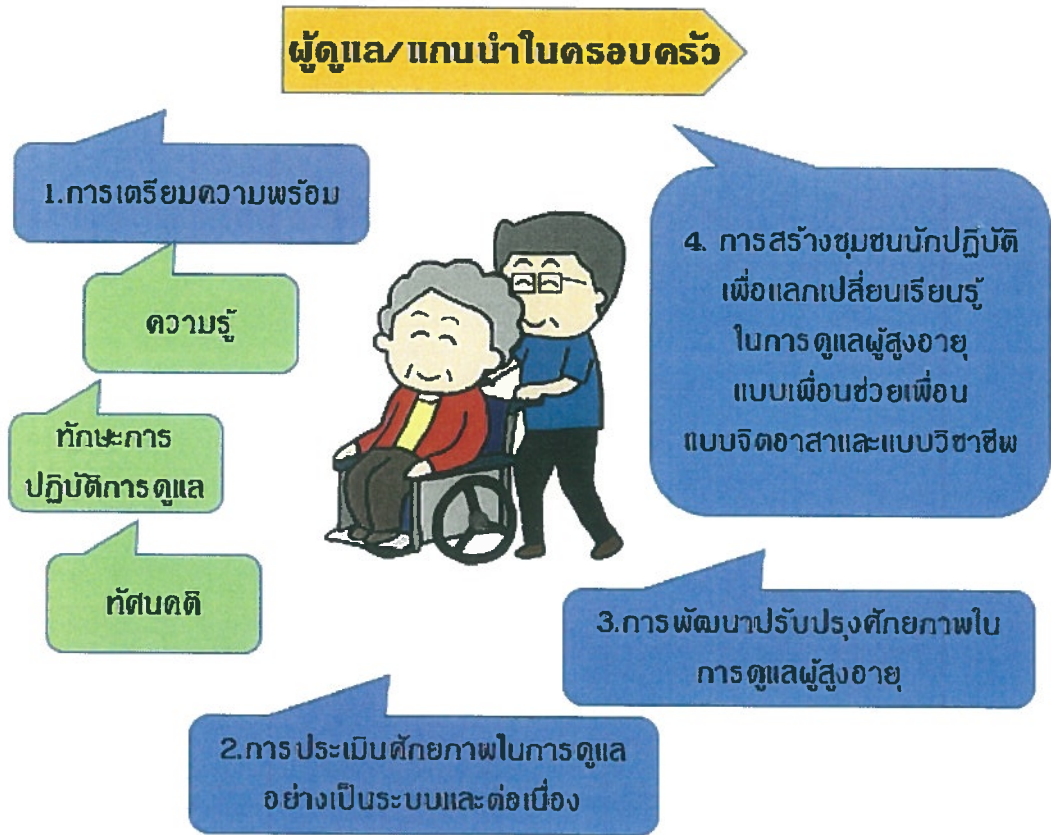 ผู้ดูแล/แกนนำในครอบครัว
1.การเตรียมความพร้อม
ความรู้
ทักษะการ
ปฏิบัติการดูแล
ทัศนคติ
2.การประเมินศักยภาพในการดูแล
อย่างเป็นระบบและต่อเนื่อง
3.การพัฒนาปรับปรุงศักยภาพใน
การดูแลผู้สูงอายุ
4. การสร้างชุมชนนักปฏิบัติ
เพื่อแลกเปลี่ยนเรียนรู้
ในการดูแลผู้สูงอายุ
แบบเพื่อนช่วยเพื่อน
แบบจิตอาสาและแบบวิชาชีพ